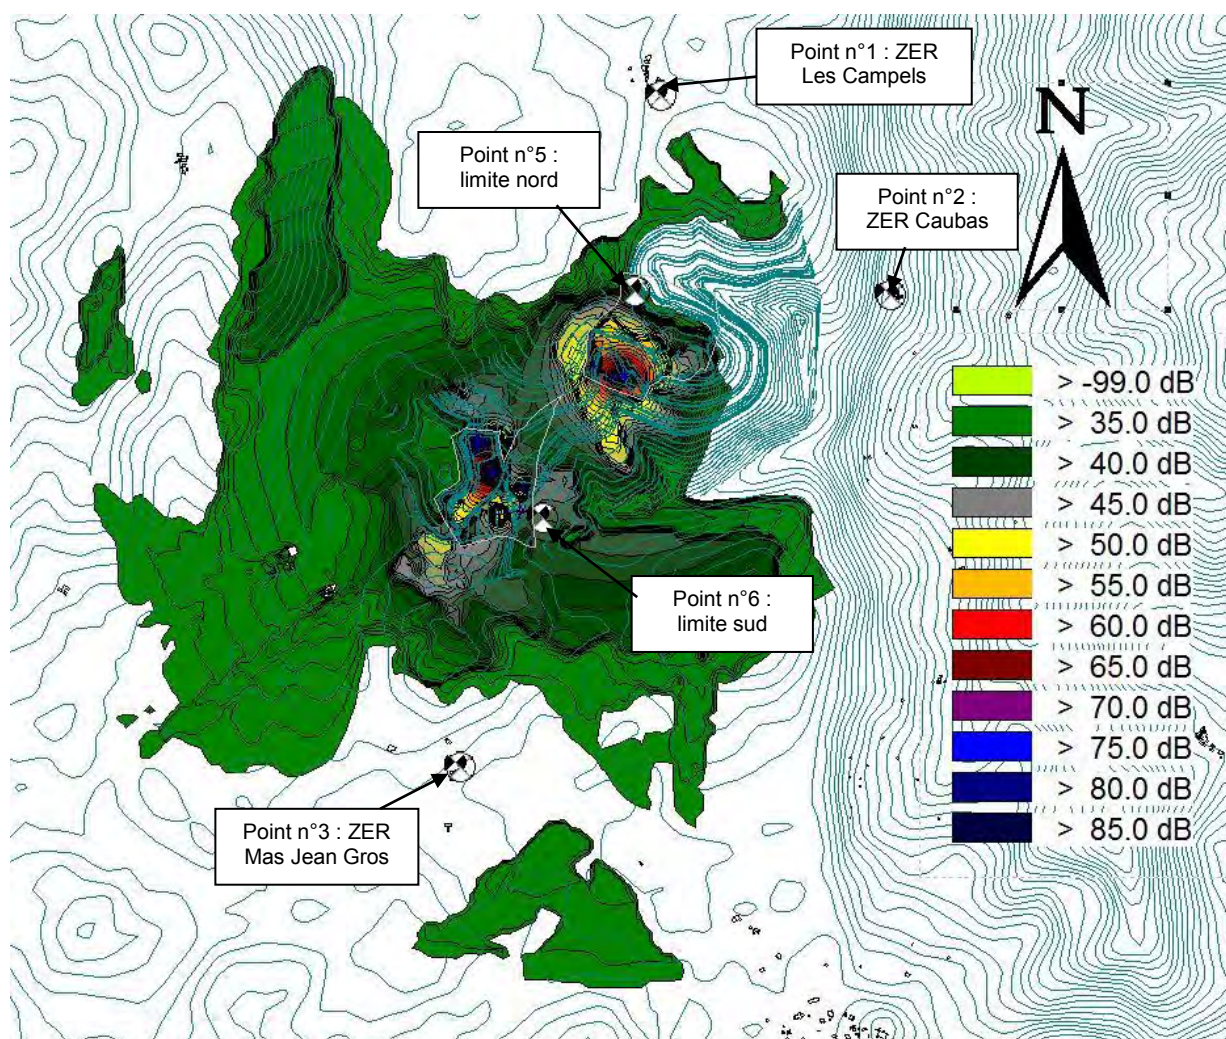 Point n°1 : ZER
Les Campels
N
Point n°5 :
limite nord
Point n°2 :
ZER Caubas
> -99.0 dB
> 35.0 dB
> 40.0 dB
> 45.0 dB
> 50.0 dB
> 55.0 dB
> 60.0 dB
> 65.0 dB
> 70.0 dB
> 75.0 dB
> 80.0 dB
> 85.0 dB
Point n°6 :
limite sud
Point n°3 : ZER
Mas Jean Gros